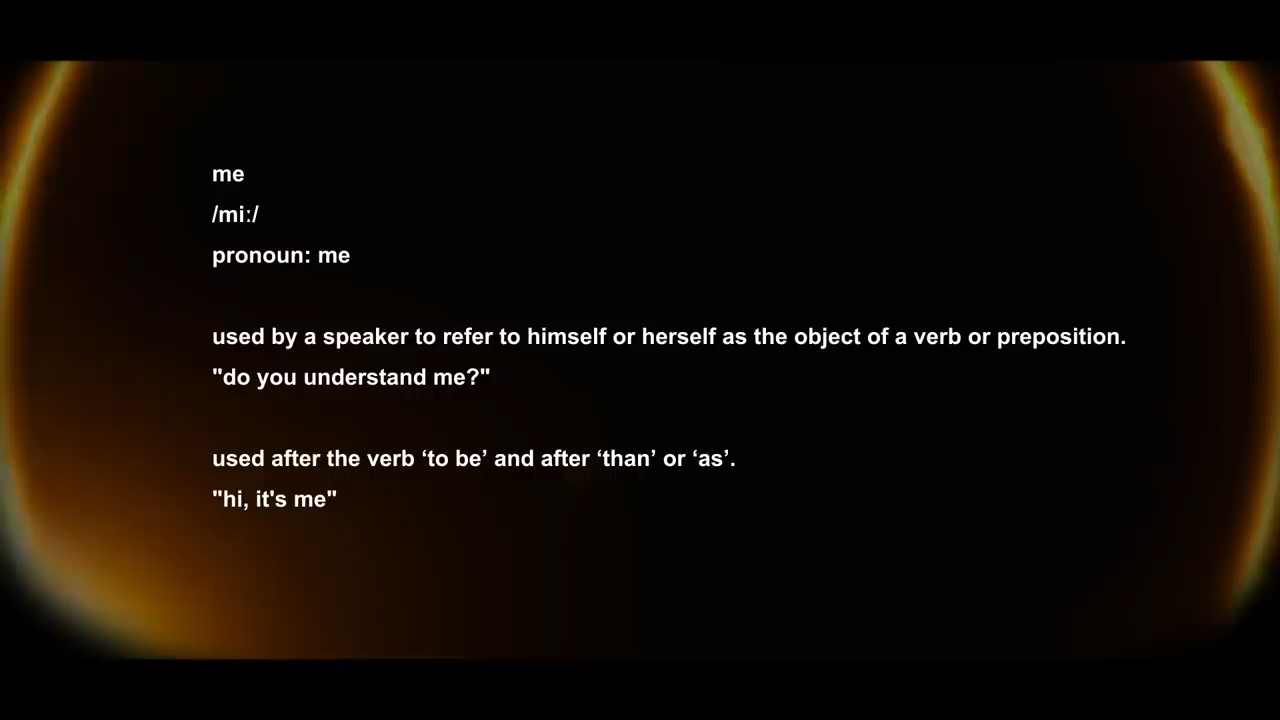 me
/miː/
pronoun: me
used by a speaker to refer to himself or herself as the object of a verb or preposition.
"do you understand me?"
used after the verb ‘to be’ and after ‘than’ or ‘as’.
"hi, it's me"